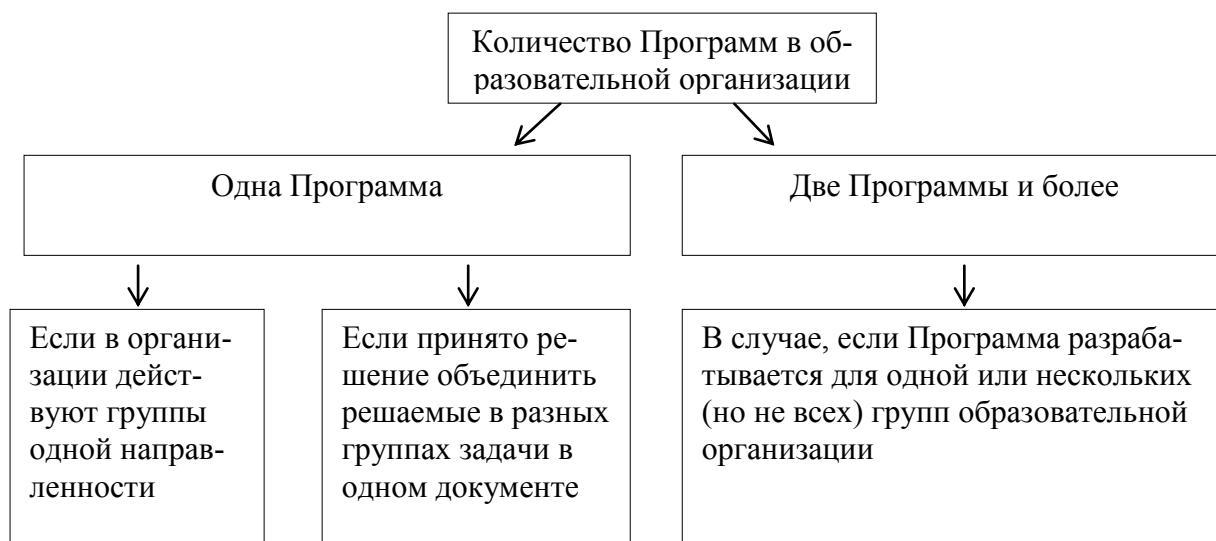 Количество Программ в об-
разовательной организации
Одна Программа
Две Программы и более
Если в органи-
зации дейст-
вуют группы
одной направ-
ленности
Если принято ре-
шение объединить
решаемые в разных
группах задачи в
одном документе
В случае, если Программа разраба-
тывается для одной или нескольких
(но не всех) групп образовательной
организации